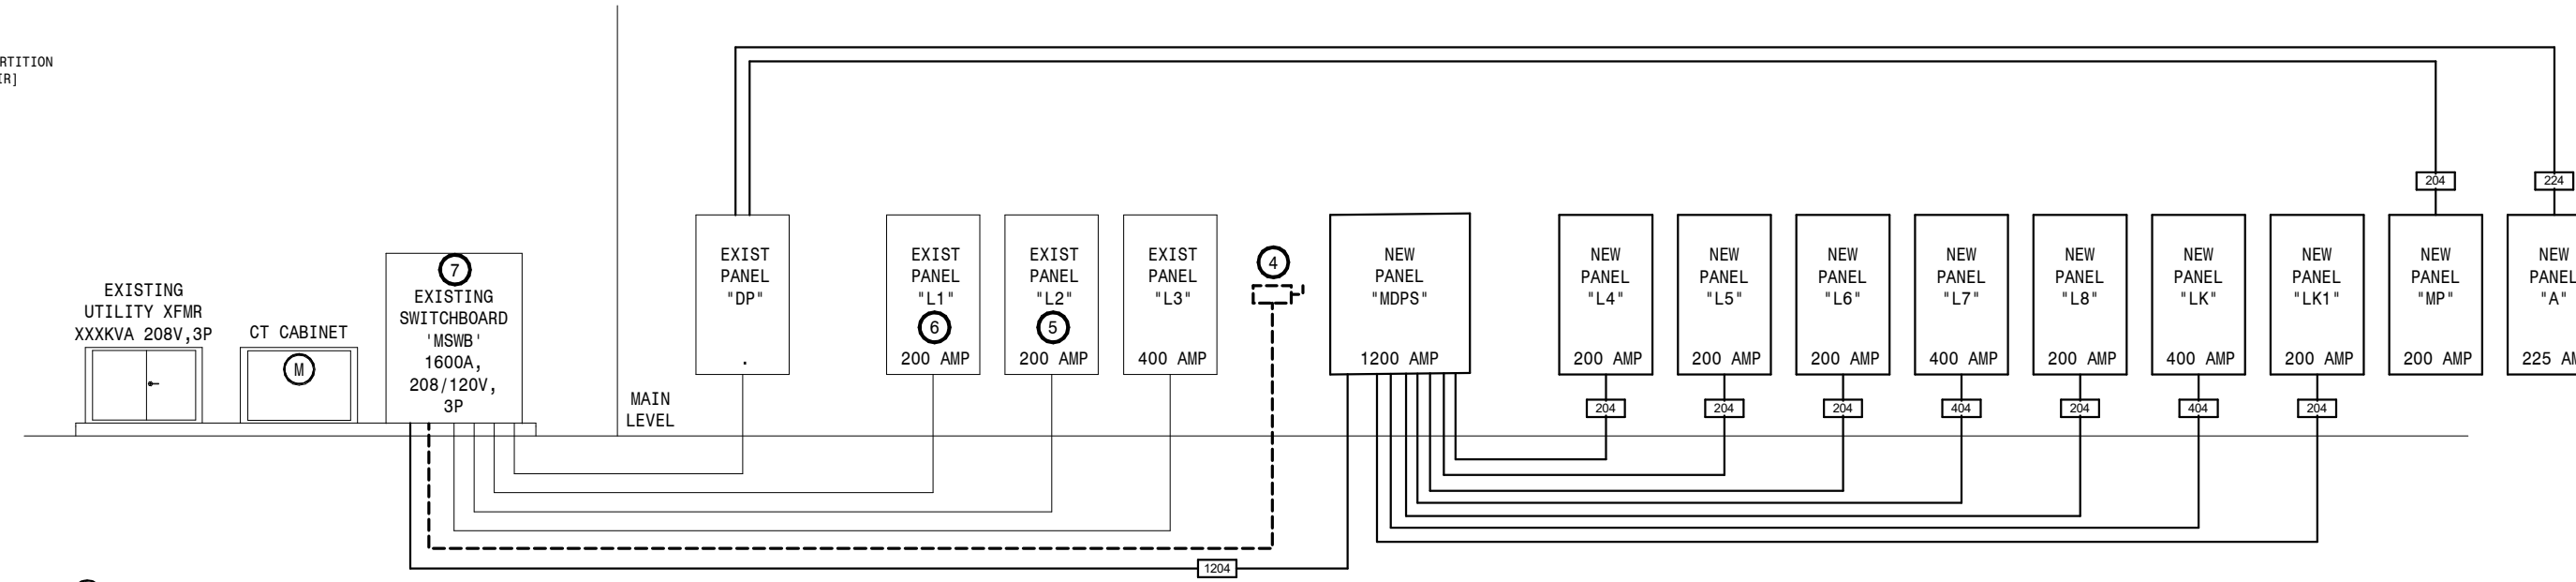 RTITION
IR]
EXISTING
UTILITY XFMR
XXXKVA 208V,3P
CT CABINET
M
7
EXISTING
SWITCHBOARD
'MSWB'
1600A,
208/120V,
3P
MAIN
LEVEL
EXIST
PANEL
"DP"
.
EXIST
PANEL
"L1"
6
200 AMP
EXIST
PANEL
"L2"
5
200 AMP
EXIST
PANEL
"L3"
400 AMP
4
NEW
PANEL
"MDPS"
1200 AMP
NEW
PANEL
"L4"
200 AMP
204
NEW
PANEL
"L5"
200 AMP
204
NEW
PANEL
"L6"
200 AMP
204
NEW
PANEL
"L7"
400 AMP
404
NEW
PANEL
"L8"
200 AMP
204
NEW
PANEL
"LK"
400 AMP
404
NEW
PANEL
"LK1"
200 AMP
204
204
NEW
PANEL
"MP"
200 AMP
224
NEW
PANEL
"A"
225 AM
1204